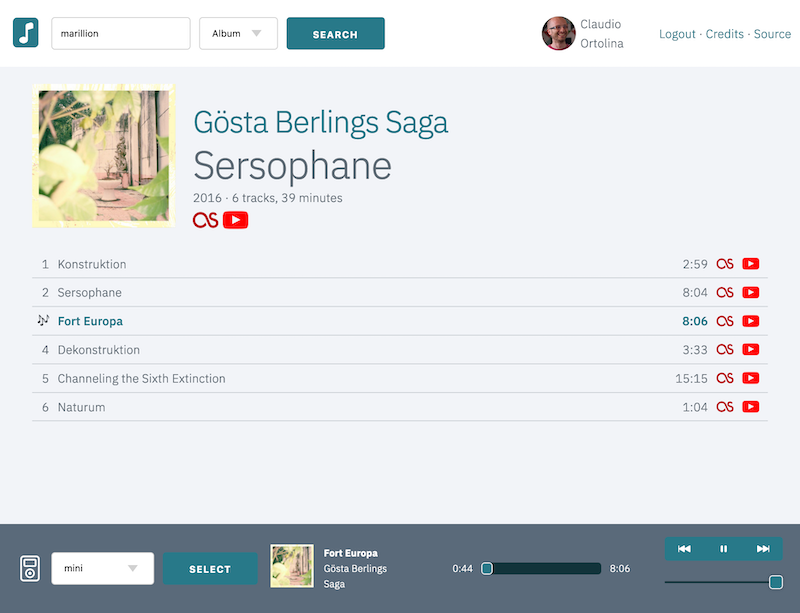 marillion
Album
SEARCH
Claudio
Ortolina
Logout · Credits · Source
Gösta Berlings Saga
Sersophane
2016 · 6 tracks, 39 minutes
1 Konstruktion 2:59
2 Sersophane 8:04
Fort Europa 8:06
4 Dekonstruktion 3:33
5 Channeling the Sixth Extinction 15:15
6 Naturum 1:04
mini
SELECT
Fort Europa
Gösta Berlings
Saga
0:44
8:06